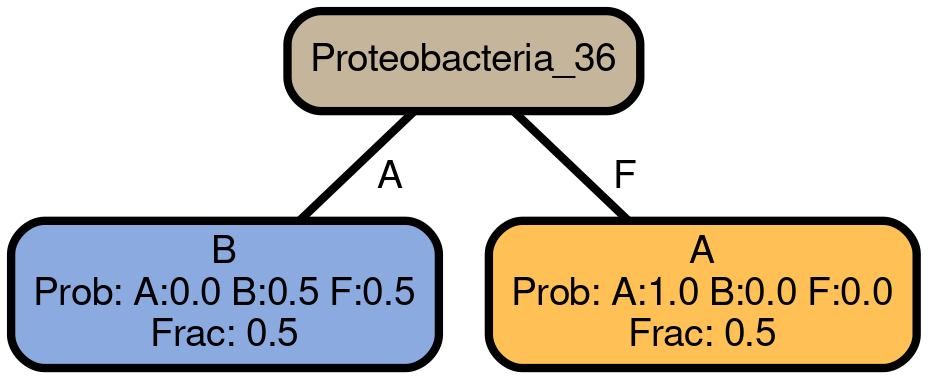 Proteobacteria_36
A
F
B
Prob: A:0.0 B:0.5 F:0.5
Frac: 0.5
A
Prob: A:1.0 B:0.0 F:0.0
Frac: 0.5